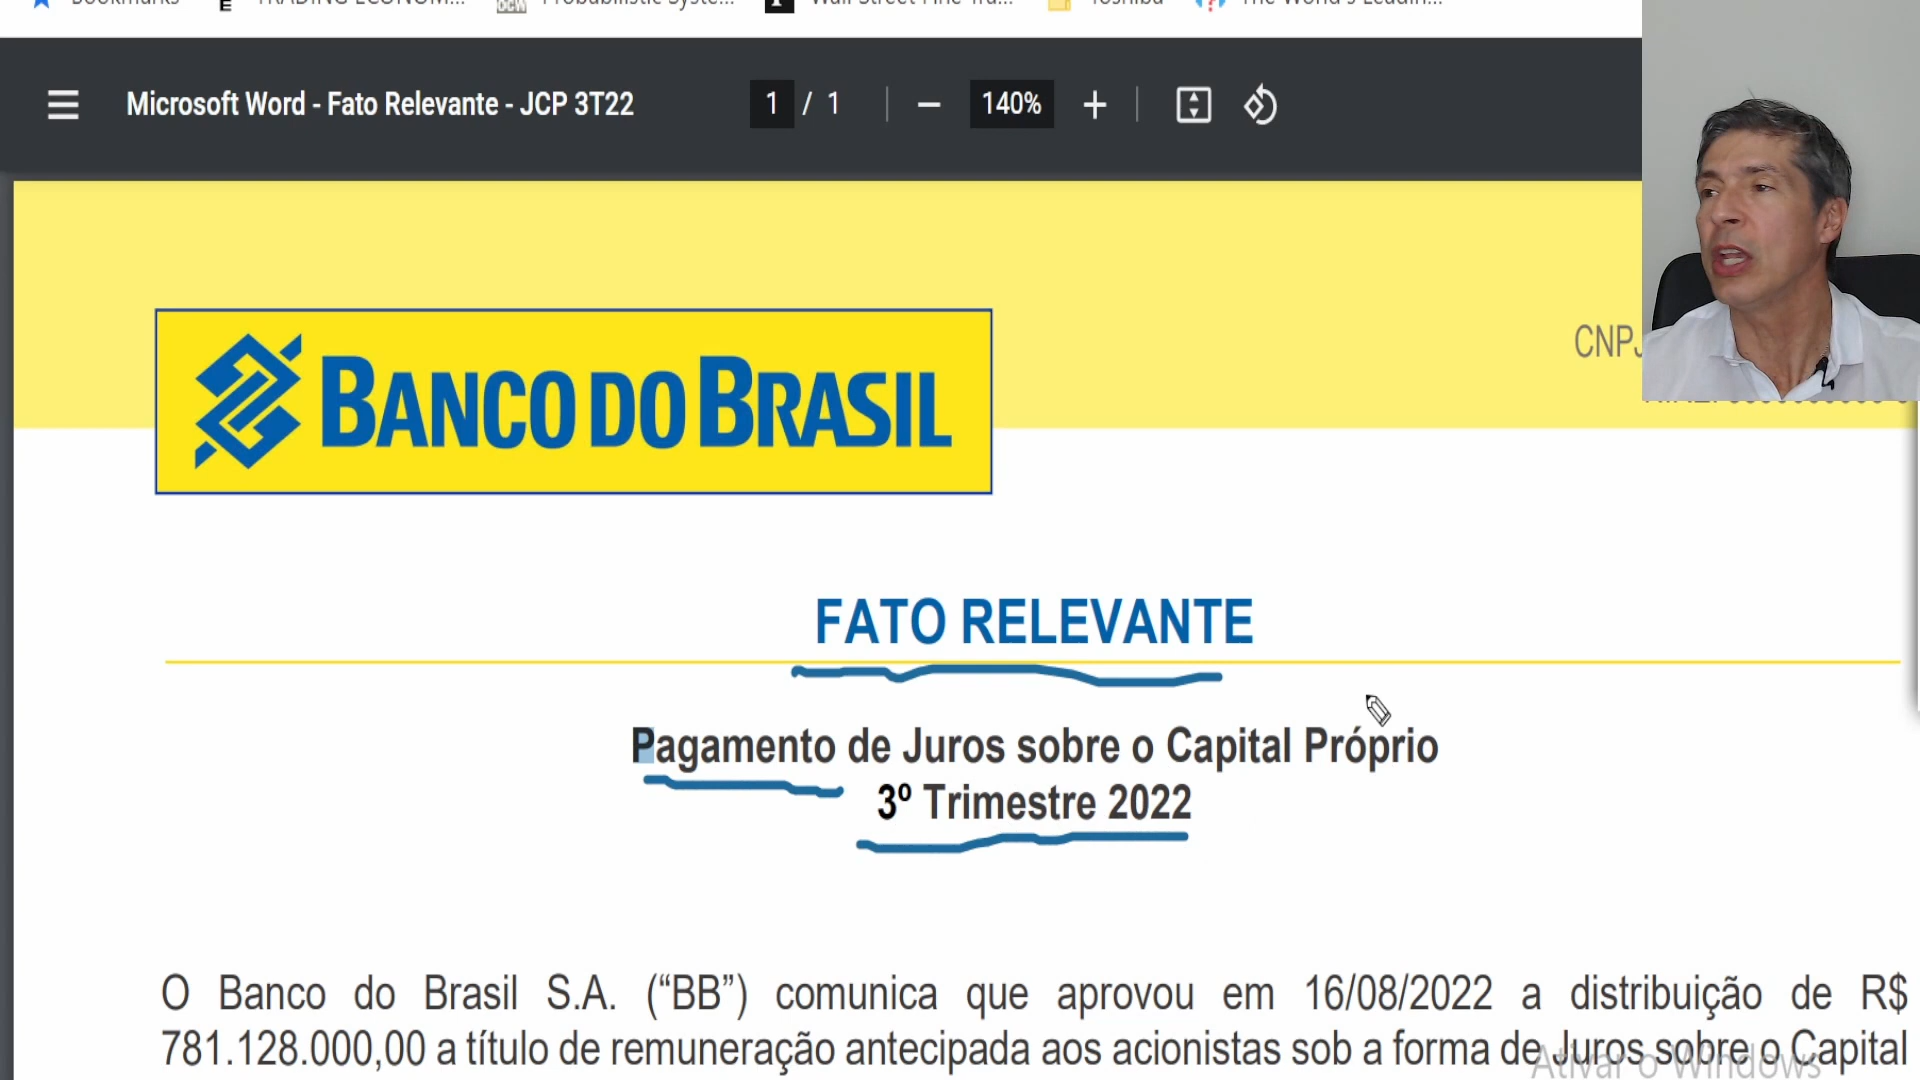 Microsoft Word - Fato Relevante - JCP 3T22
1 / 1
140%
BANCO DO BRASIL
CNPJ
FATO RELEVANTE
Pagamento de Juros sobre o Capital Próprio
3º Trimestre 2022
O Banco do Brasil S.A. (“BB”) comunica que aprovou em 16/08/2022 a distribuição de R$
781.128.000,00 a título de remuneração antecipada aos acionistas sob a forma de Juros sobre o Capital
Ativar o Windows